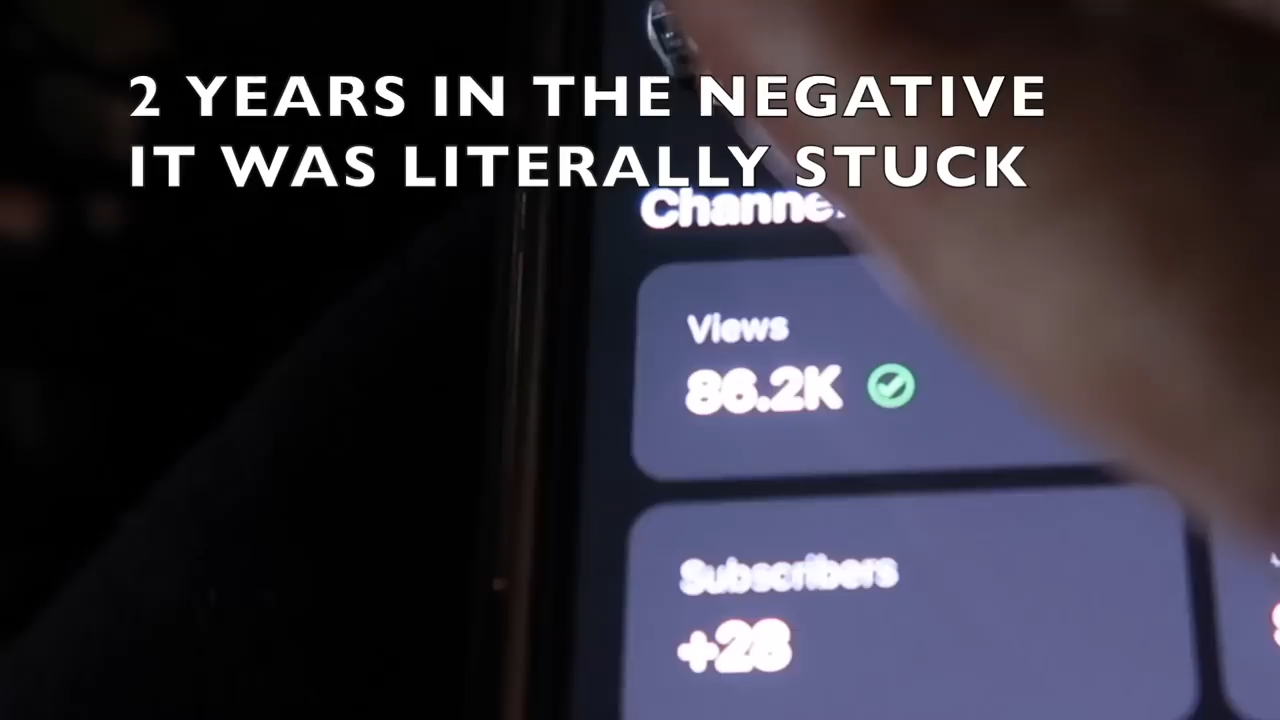 2 YEARS IN THE NEGATIVE
IT WAS LITERALLY STUCK
Views
86.2K
Subscribers
+28